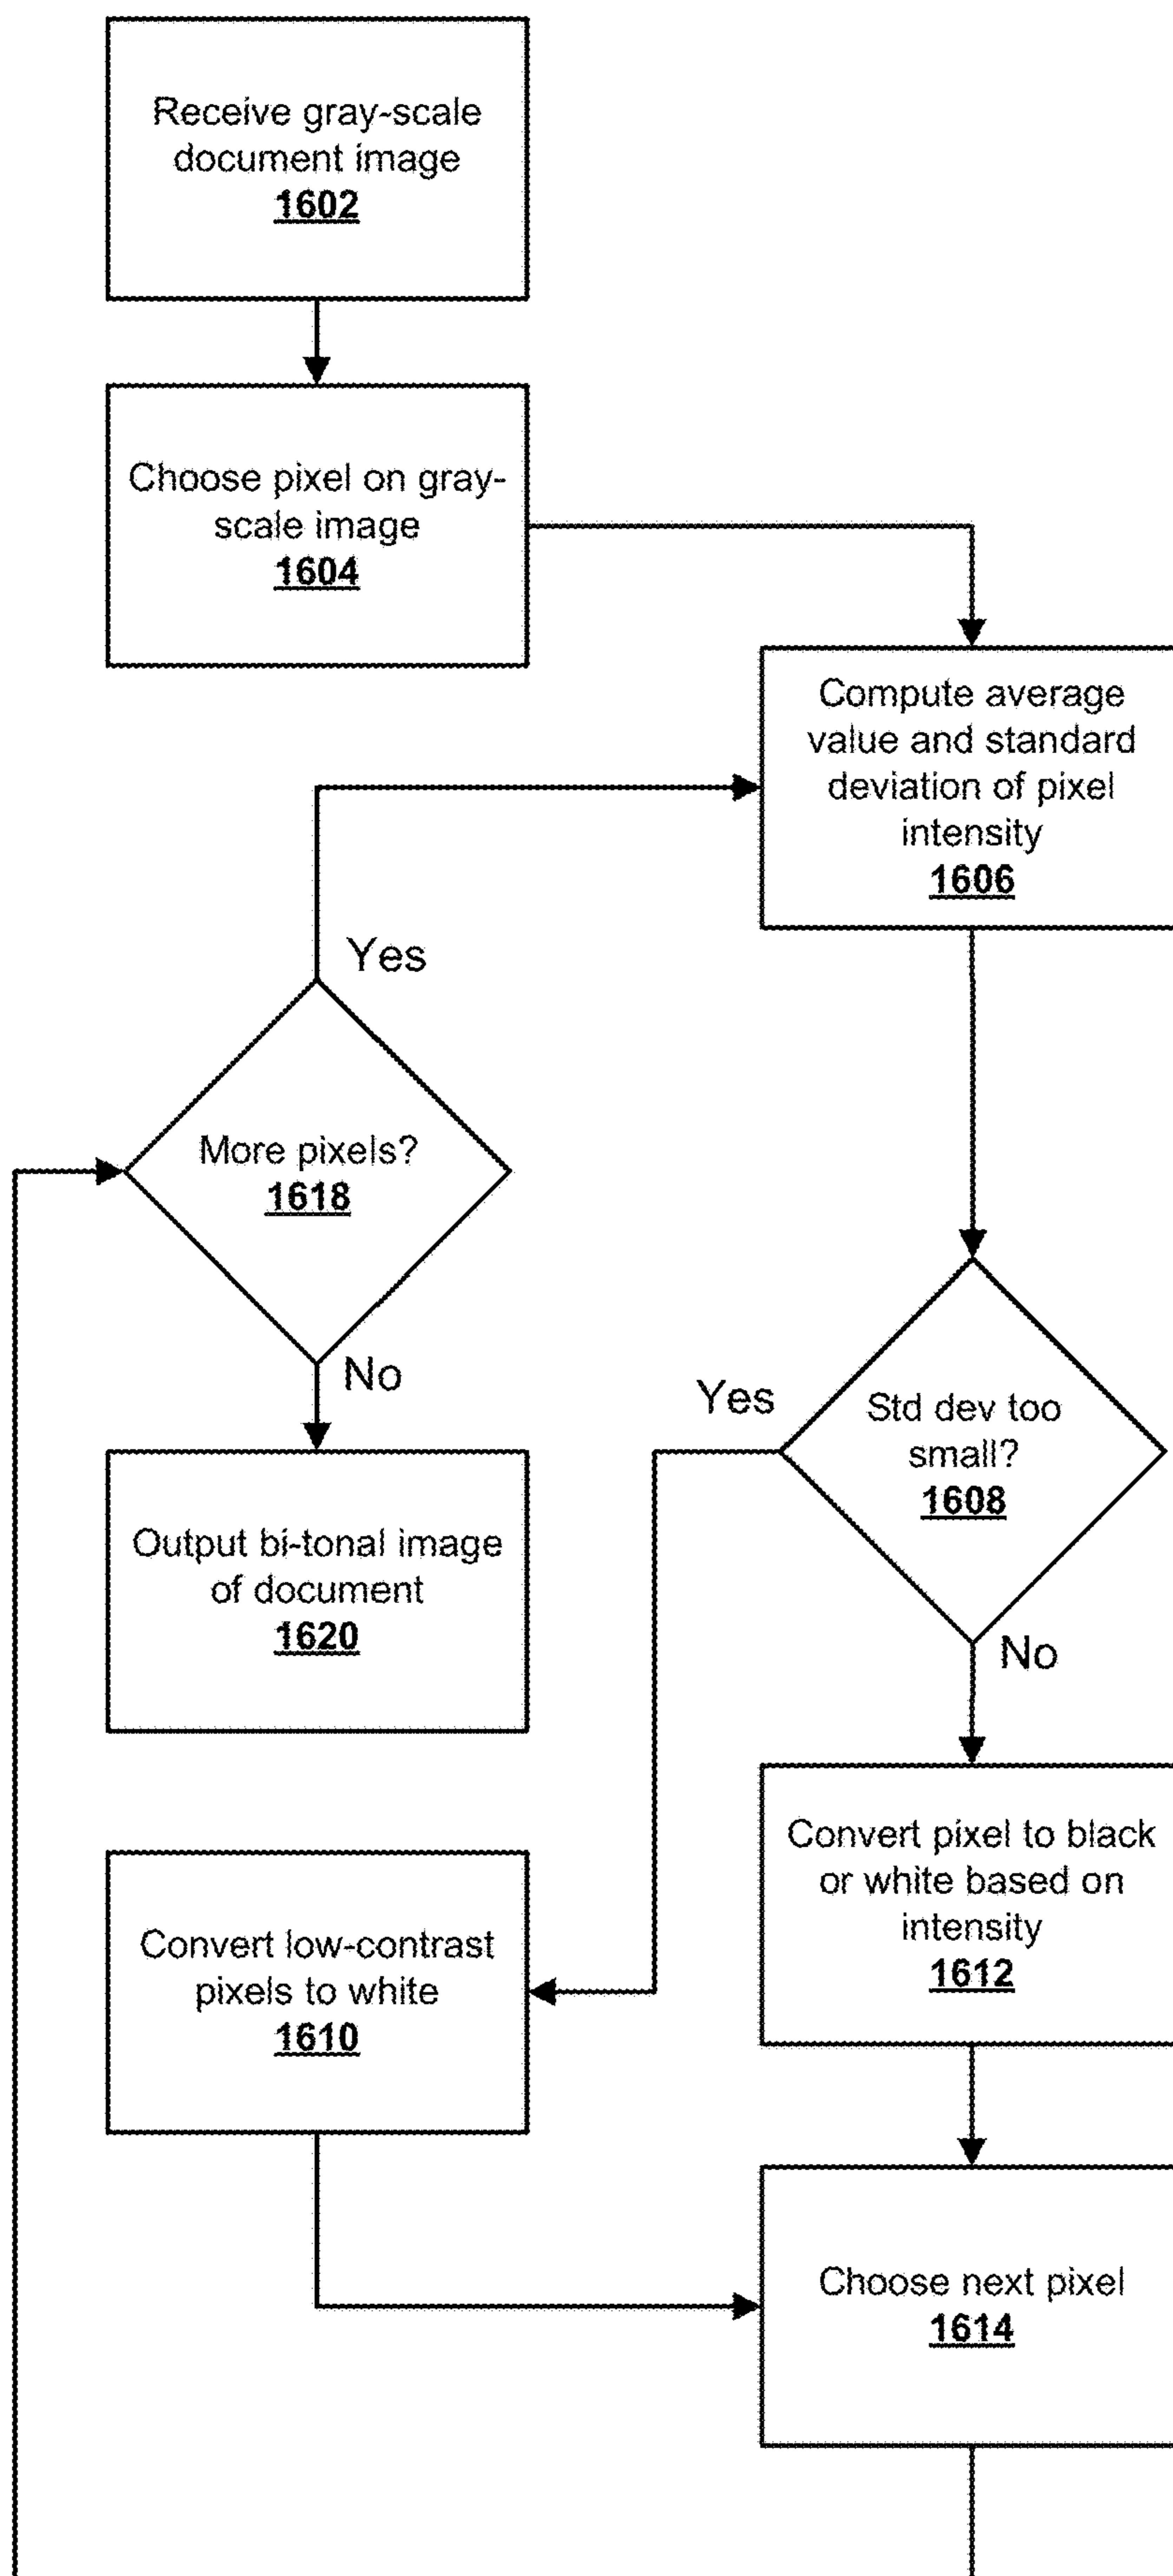 Receive gray-scale
document image
1602
Choose pixel on gray-
scale image
1604
Compute average
value and standard
deviation of pixel
intensity
1606
Yes
More pixels?
1618
No
Yes
Std dev too
small?
1608
No
Output bi-tonal image
of document
1620
Convert pixel to black
or white based on
intensity
1612
Convert low-contrast
pixels to white
1610
Choose next pixel
1614